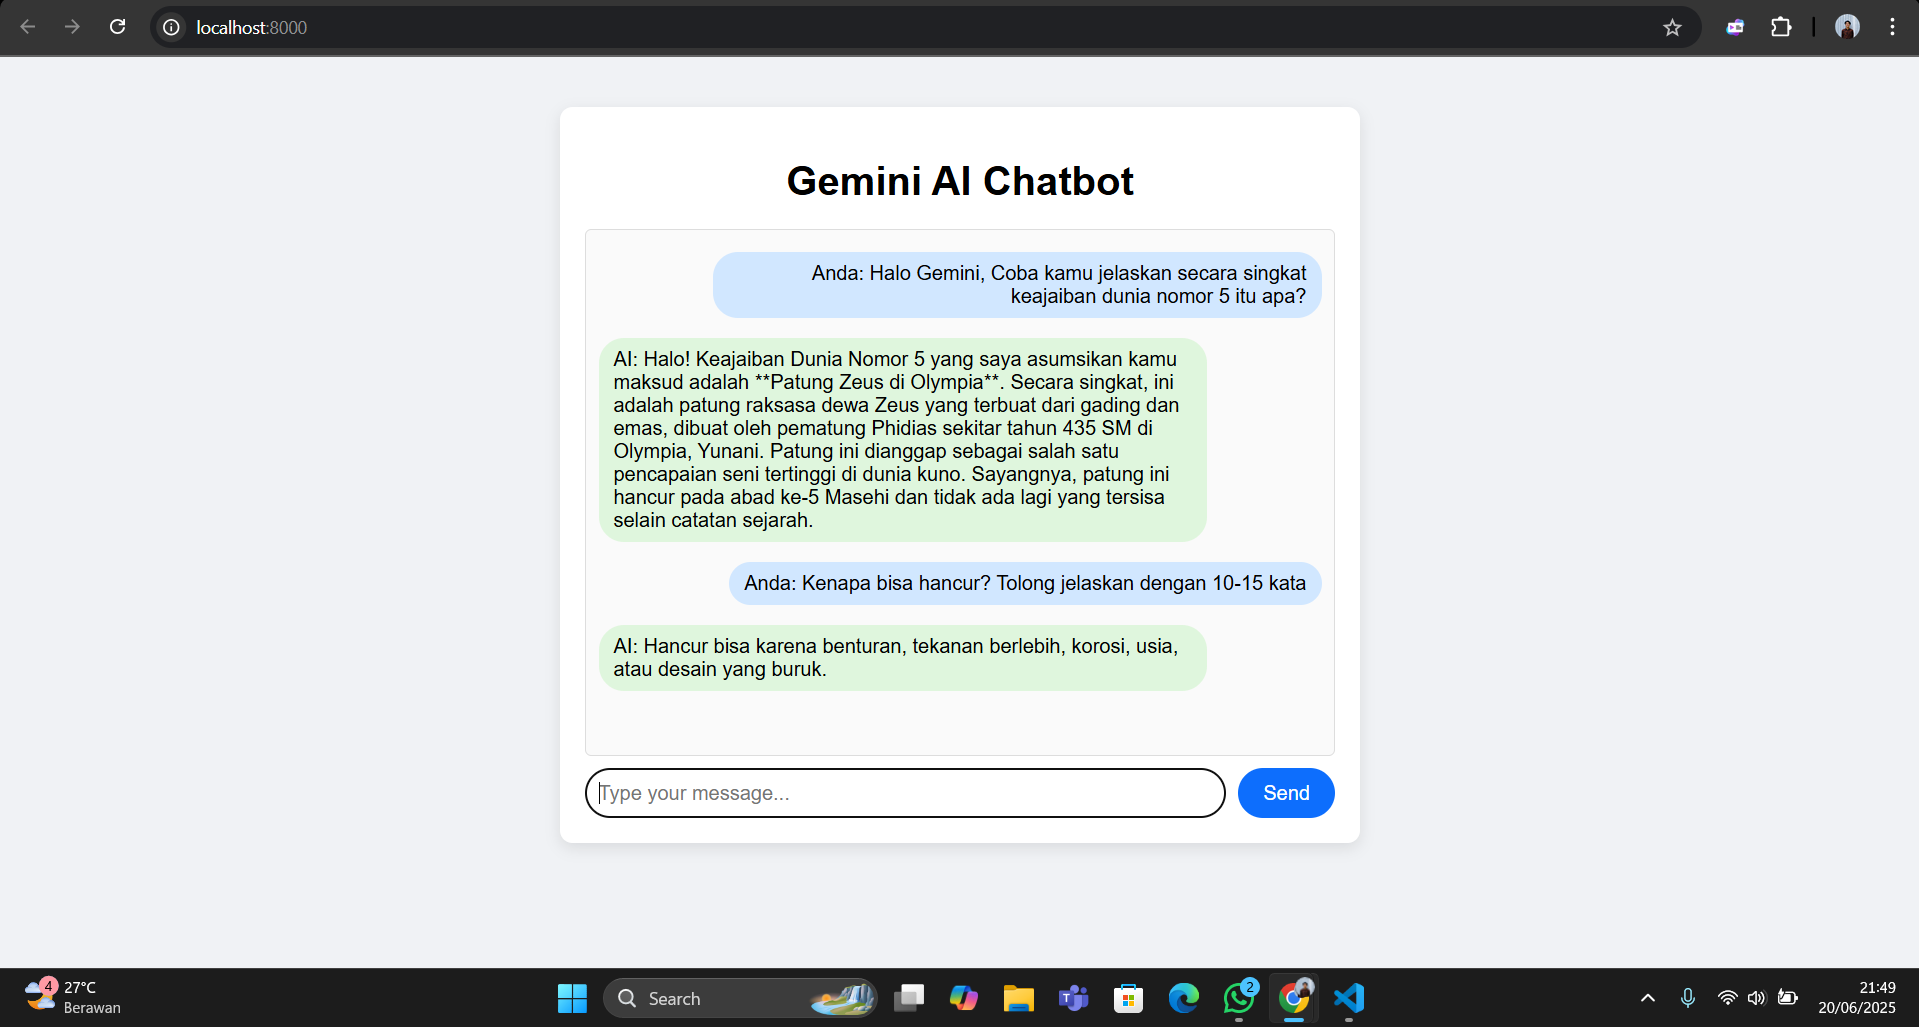 localhost:8000
Gemini AI Chatbot
Anda: Halo Gemini, Coba kamu jelaskan secara singkat
keajaiban dunia nomor 5 itu apa?
AI: Halo! Keajaiban Dunia Nomor 5 yang saya asumsikan kamu
maksud adalah **Patung Zeus di Olympia**. Secara singkat, ini
adalah patung raksasa dewa Zeus yang terbuat dari gading dan
emas, dibuat oleh pematung Phidias sekitar tahun 435 SM di
Olympia, Yunani. Patung ini dianggap sebagai salah satu
pencapaian seni tertinggi di dunia kuno. Sayangnya, patung ini
hancur pada abad ke-5 Masehi dan tidak ada lagi yang tersisa
selain catatan sejarah.
Anda: Kenapa bisa hancur? Tolong jelaskan dengan 10-15 kata
AI: Hancur bisa karena benturan, tekanan berlebih, korosi, usia,
atau desain yang buruk.
Type your message...
Send
4
27°C
Berawan
Search
T
2
21:49
20/06/2025